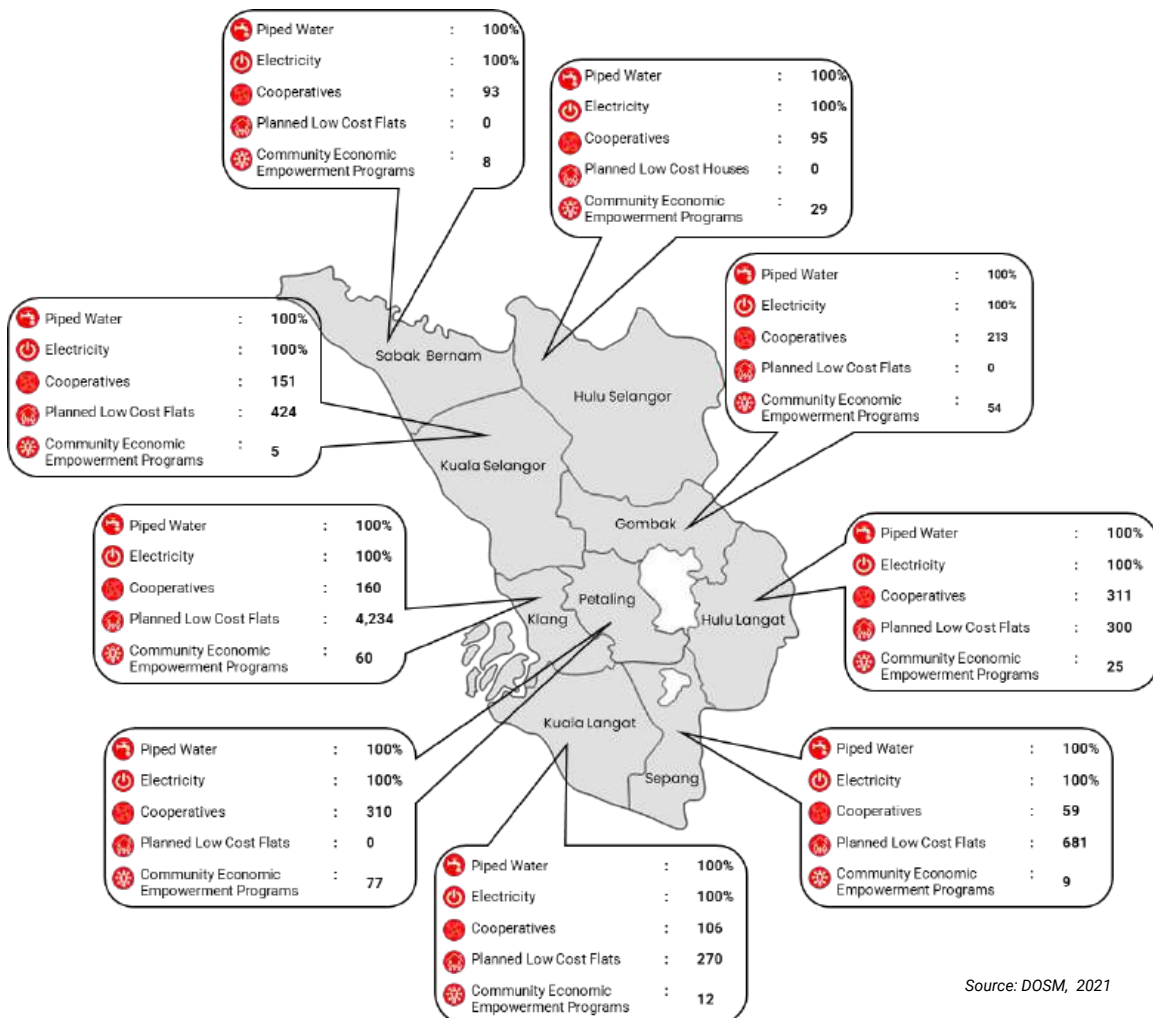 Piped Water : 100%
Electricity : 100%
Cooperatives : 93
Planned Low Cost Flats : 0
Community Economic
Empowerment Programs : 8
Piped Water : 100%
Electricity : 100%
Cooperatives : 95
Planned Low Cost Houses : 0
Community Economic
Empowerment Programs : 29
Piped Water : 100%
Electricity : 100%
Cooperatives : 213
Planned Low Cost Flats : 0
Community Economic
Empowerment Programs : 54
Piped Water : 100%
Electricity : 100%
Cooperatives : 151
Planned Low Cost Flats : 424
Community Economic
Empowerment Programs : 5
Sabak Bernam
Hulu Selangor
Kuala Selangor
Gombak
Petaling
Klang
Hulu Langat
Kuala Langat
Sepang
Piped Water : 100%
Electricity : 100%
Cooperatives : 160
Planned Low Cost Flats : 4,234
Community Economic
Empowerment Programs : 60
Piped Water : 100%
Electricity : 100%
Cooperatives : 311
Planned Low Cost Flats : 300
Community Economic
Empowerment Programs : 25
Piped Water : 100%
Electricity : 100%
Cooperatives : 310
Planned Low Cost Flats : 0
Community Economic
Empowerment Programs : 77
Piped Water : 100%
Electricity : 100%
Cooperatives : 59
Planned Low Cost Flats : 681
Community Economic
Empowerment Programs : 9
Piped Water : 100%
Electricity : 100%
Cooperatives : 106
Planned Low Cost Flats : 270
Community Economic
Empowerment Programs : 12
Source: DOSM, 2021